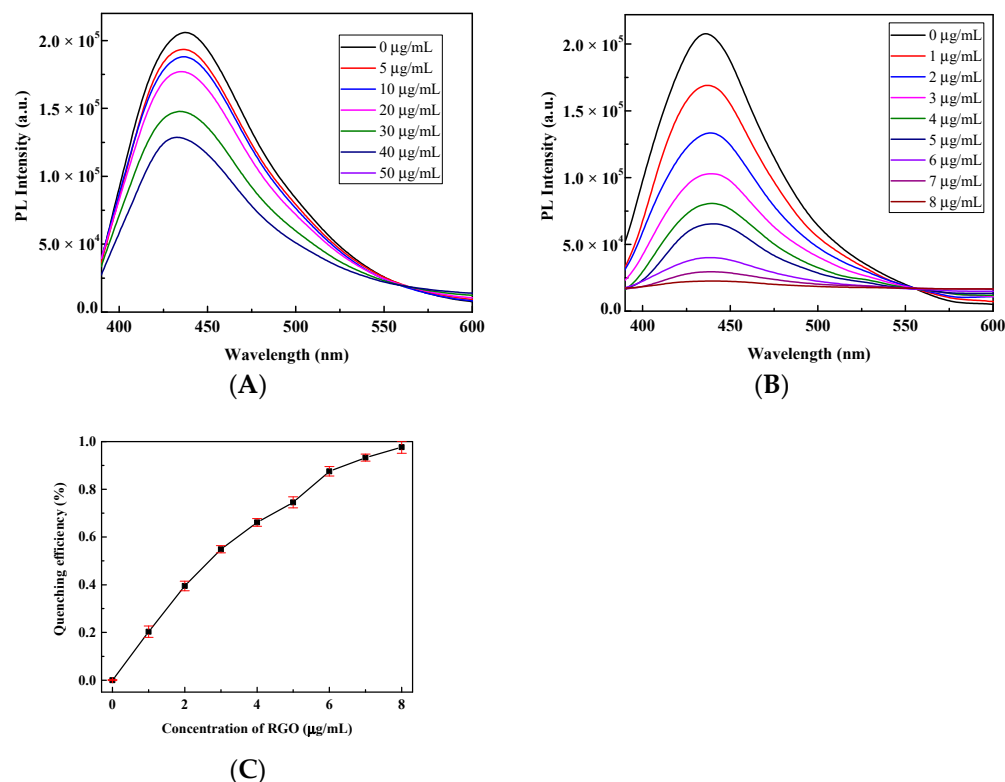 2.0 × 10⁵
1.5 × 10⁵
1.0 × 10⁵
5.0 × 10⁴
0.0
PL Intensity (a.u.)
400
450
500
550
600
Wavelength (nm)
0 μg/mL
5 μg/mL
10 μg/mL
20 μg/mL
30 μg/mL
40 μg/mL
50 μg/mL
(A)
2.0 × 10⁵
1.5 × 10⁵
1.0 × 10⁵
5.0 × 10⁴
0.0
PL Intensity (a.u.)
400
450
500
550
600
Wavelength (nm)
0 μg/mL
1 μg/mL
2 μg/mL
3 μg/mL
4 μg/mL
5 μg/mL
6 μg/mL
7 μg/mL
8 μg/mL
(B)
1.0
0.8
0.6
0.4
0.2
0.0
Quenching efficiency (%)
0
2
4
6
8
Concentration of RGO (μg/mL)
(C)